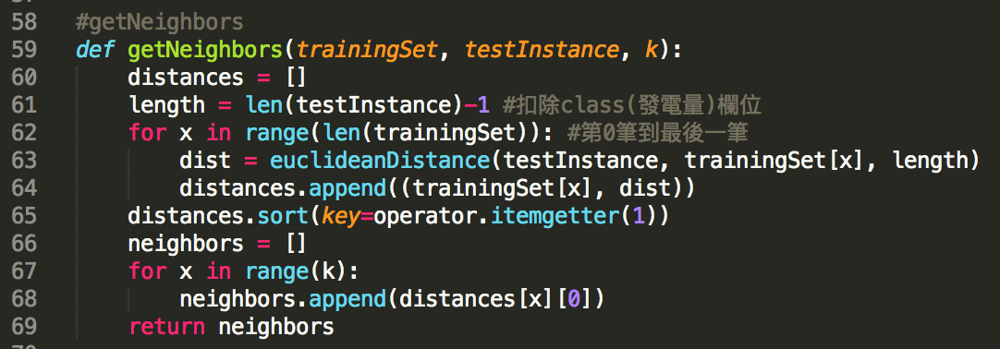 58 #getNeighbors
59 def getNeighbors(trainingSet, testInstance, k):
60 distances = []
61 length = len(testInstance)-1 #扣除class(發電量)欄位
62 for x in range(len(trainingSet)): #第0筆到最後一筆
63 dist = euclideanDistance(testInstance, trainingSet[x], length)
64 distances.append((trainingSet[x], dist))
65 distances.sort(key=operator.itemgetter(1))
66 neighbors = []
67 for x in range(k):
68 neighbors.append(distances[x][0])
69 return neighbors